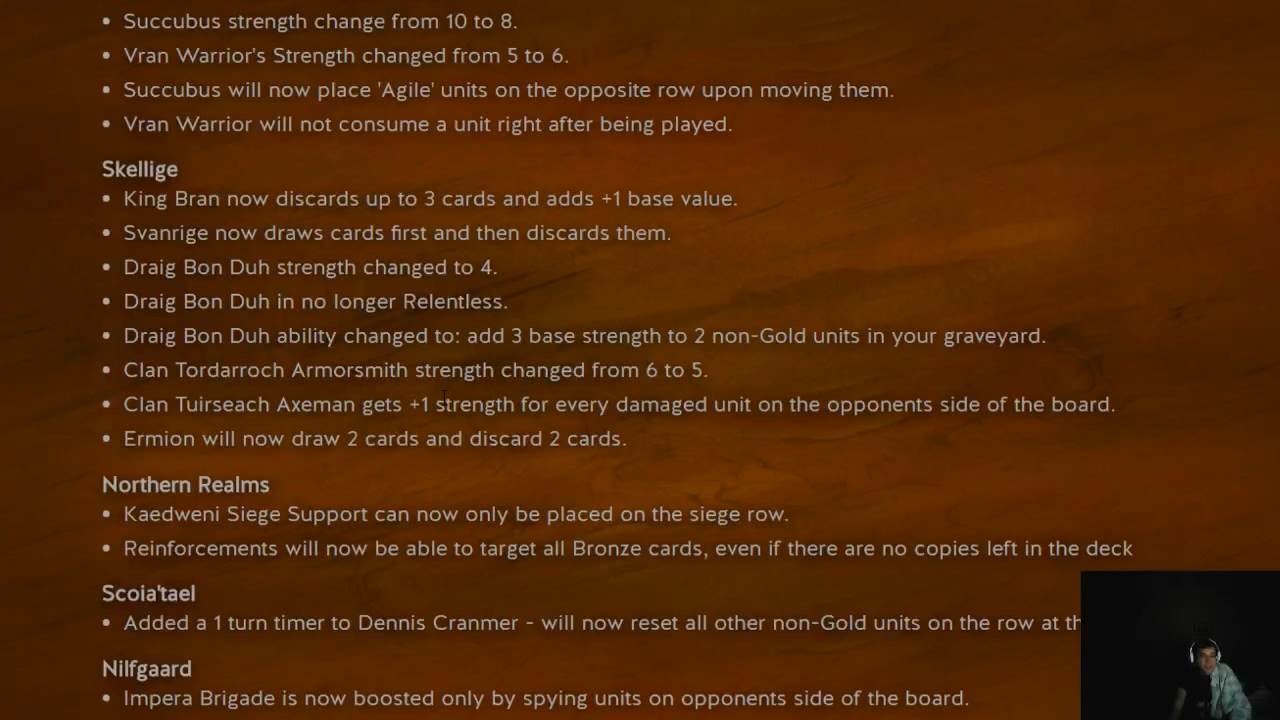 • Succubus strength change from 10 to 8.
• Vran Warrior's Strength changed from 5 to 6.
• Succubus will now place 'Agile' units on the opposite row upon moving them.
• Vran Warrior will not consume a unit right after being played.
Skellige
• King Bran now discards up to 3 cards and adds +1 base value.
• Svanrige now draws cards first and then discards them.
• Draig Bon Duh strength changed to 4.
• Draig Bon Duh in no longer Relentless.
• Draig Bon Duh ability changed to: add 3 base strength to 2 non-Gold units in your graveyard.
• Clan Tordarroch Armorsmith strength changed from 6 to 5.
• Clan Tuirseach Axeman gets +1 strength for every damaged unit on the opponents side of the board.
• Ermion will now draw 2 cards and discard 2 cards.
Northern Realms
• Kaedweni Siege Support can now only be placed on the siege row.
• Reinforcements will now be able to target all Bronze cards, even if there are no copies left in the deck
Scoia'tael
• Added a 1 turn timer to Dennis Cranmer - will now reset all other non-Gold units on the row at
Nilfgaard
• Impera Brigade is now boosted only by spying units on opponents side of the board.